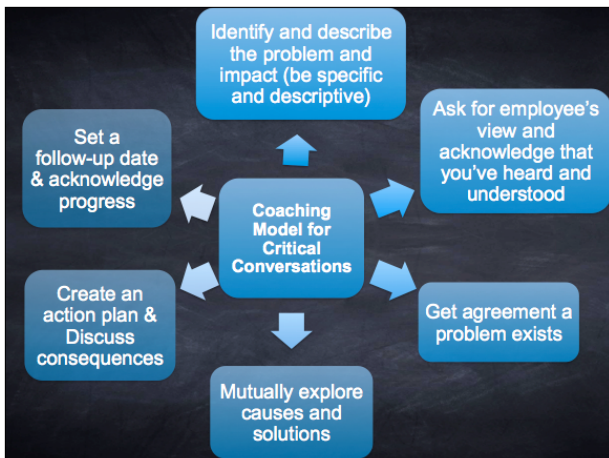 Identify and describe
the problem and
impact (be specific
and descriptive)
Ask for employee's
view and
acknowledge that
you've heard and
understood
Get agreement a
problem exists
Mutually explore
causes and
solutions
Create an
action plan &
Discuss
consequences
Set a
follow-up date
& acknowledge
progress
Coaching
Model for
Critical
Conversations